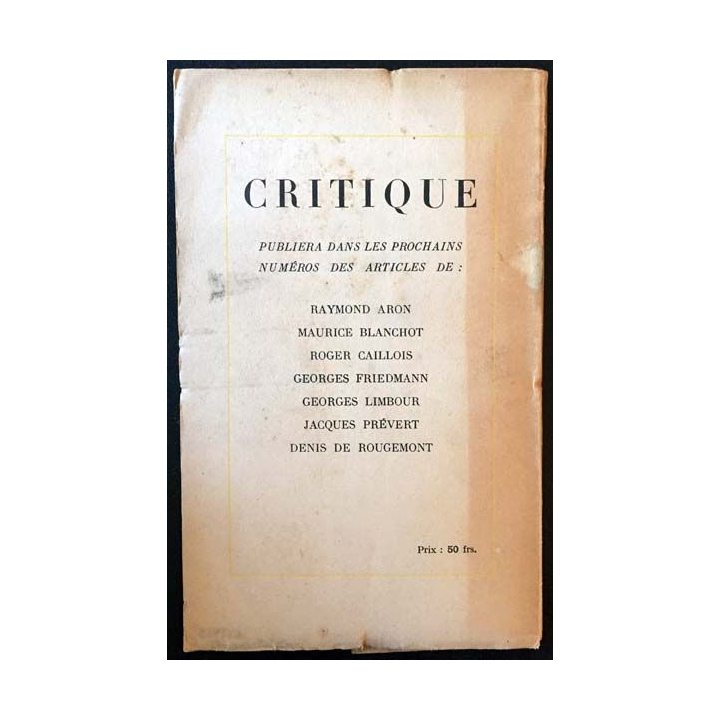 CRITIQUE
PUBLIERA DANS LES PROCHAINS
NUMÉROS DES ARTICLES DE :
RAYMOND ARON
MAURICE BLANCHOT
ROGER CAILLOIS
GEORGES FRIEDMANN
GEORGES LIMBOUR
JACQUES PRÉVERT
DENIS DE ROUGEMONT
Prix : 50 frs.